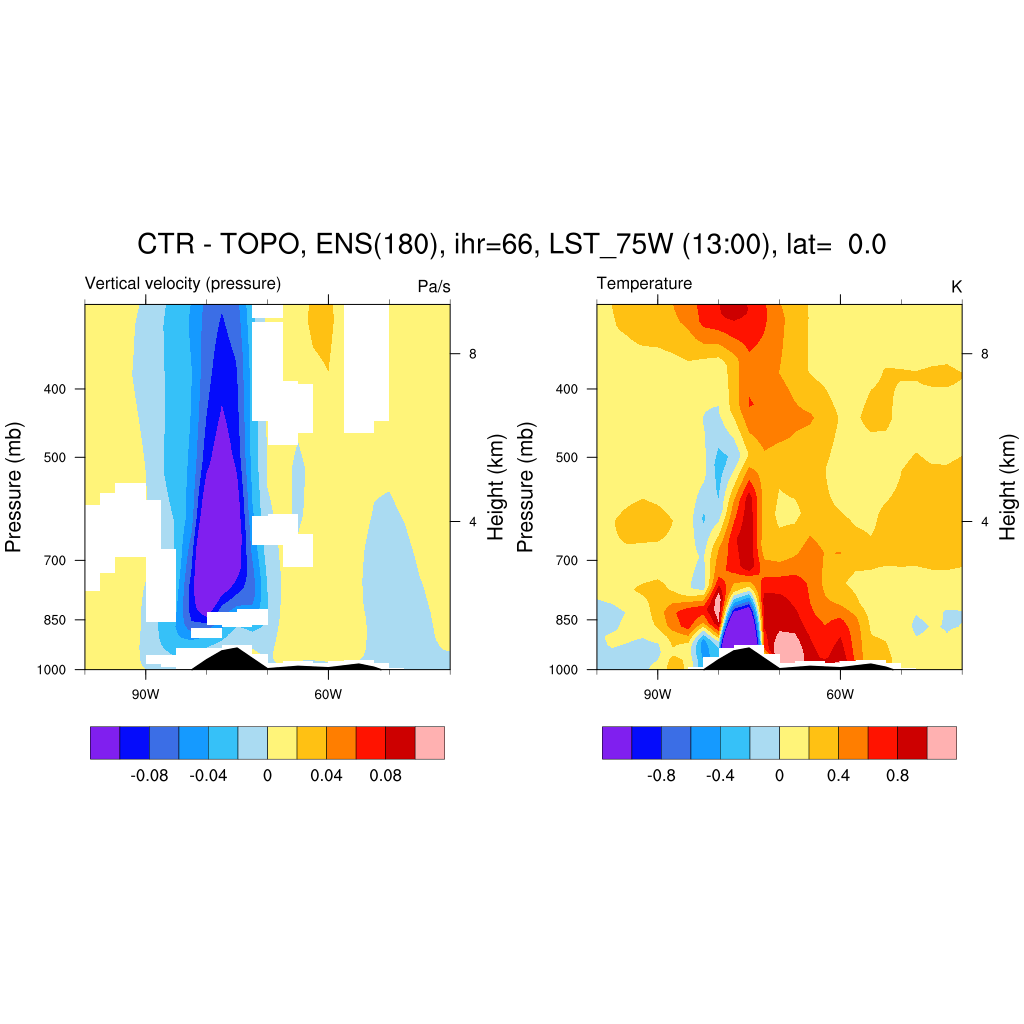 CTR - TOPO, ENS(180), ihr=66, LST_75W (13:00), lat=  0.0
Vertical velocity (pressure)
Pa/s
Temperature
K
Pressure (mb)
400
500
700
850
1000
8
4
Height (km)
90W
60W
-0.08
-0.04
0
0.04
0.08
Pressure (mb)
400
500
700
850
1000
8
4
Height (km)
90W
60W
-0.8
-0.4
0
0.4
0.8